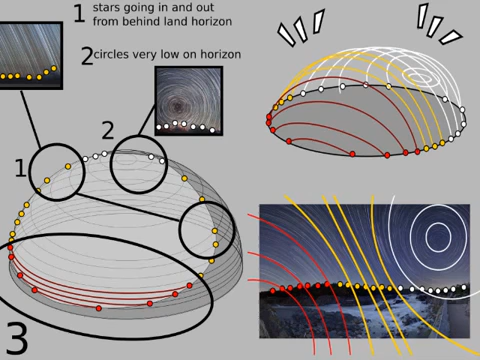 1 stars going in and out
from behind land horizon
2 circles very low on horizon
2
1
3